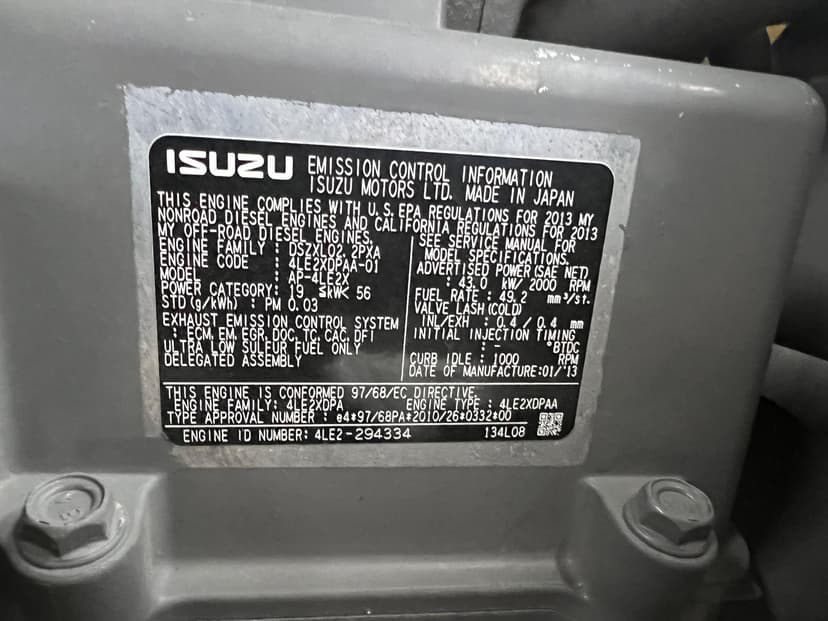 ISUZU EMISSION CONTROL INFORMATION
ISUZU MOTORS LTD. MADE IN JAPAN
THIS ENGINE COMPLIES WITH U.S. EPA REGULATIONS FOR 2013 MY
NONROAD DIESEL ENGINES AND CALIFORNIA REGULATIONS FOR 2013
MY OFF-ROAD DIESEL ENGINES.
ENGINE FAMILY : DSZXL02.2PXA
ENGINE CODE : 4LE2XDPAA-01
MODEL : AP-4LE2X
POWER CATEGORY: 19 ≦kW< 56
STD (g/kWh) : PM 0.03
EXHAUST EMISSION CONTROL SYSTEM
: ECM, EM, EGR, DOC, TC, CAC, DFI
ULTRA LOW SULFUR FUEL ONLY
DELEGATED ASSEMBLY
SEE SERVICE MANUAL FOR
MODEL SPECIFICATIONS.
ADVERTISED POWER(SAE NET)
: 43.0 kW/ 2000 RPM
FUEL RATE : 49.2 mm³/st.
VALVE LASH(COLD)
INL/EXH : 0.4 / 0.4 mm
INITIAL INJECTION TIMING
: - °BTDC
CURB IDLE : 1000 RPM
DATE OF MANUFACTURE:01/'13
THIS ENGINE IS CONFORMED 97/68/EC DIRECTIVE.
ENGINE FAMILY: 4LE2XDPA ENGINE TYPE : 4LE2XDPAA
TYPE APPROVAL NUMBER : e4*97/68PA*2010/26*0332*00
ENGINE ID NUMBER: 4LE2-294334 134L08